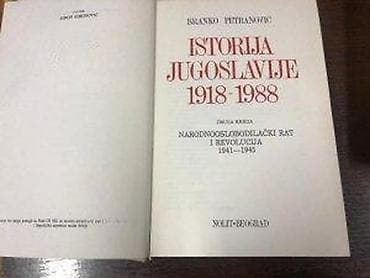 BRANKO PETRANOVIĆ
ISTORIJA
JUGOSLAVIJE
1918-1988
DRUGA KNJIGA
NARODNOOSLOBODILAČKI RAT
I REVOLUCIJA
1941—1945
NOLIT·BEOGRAD